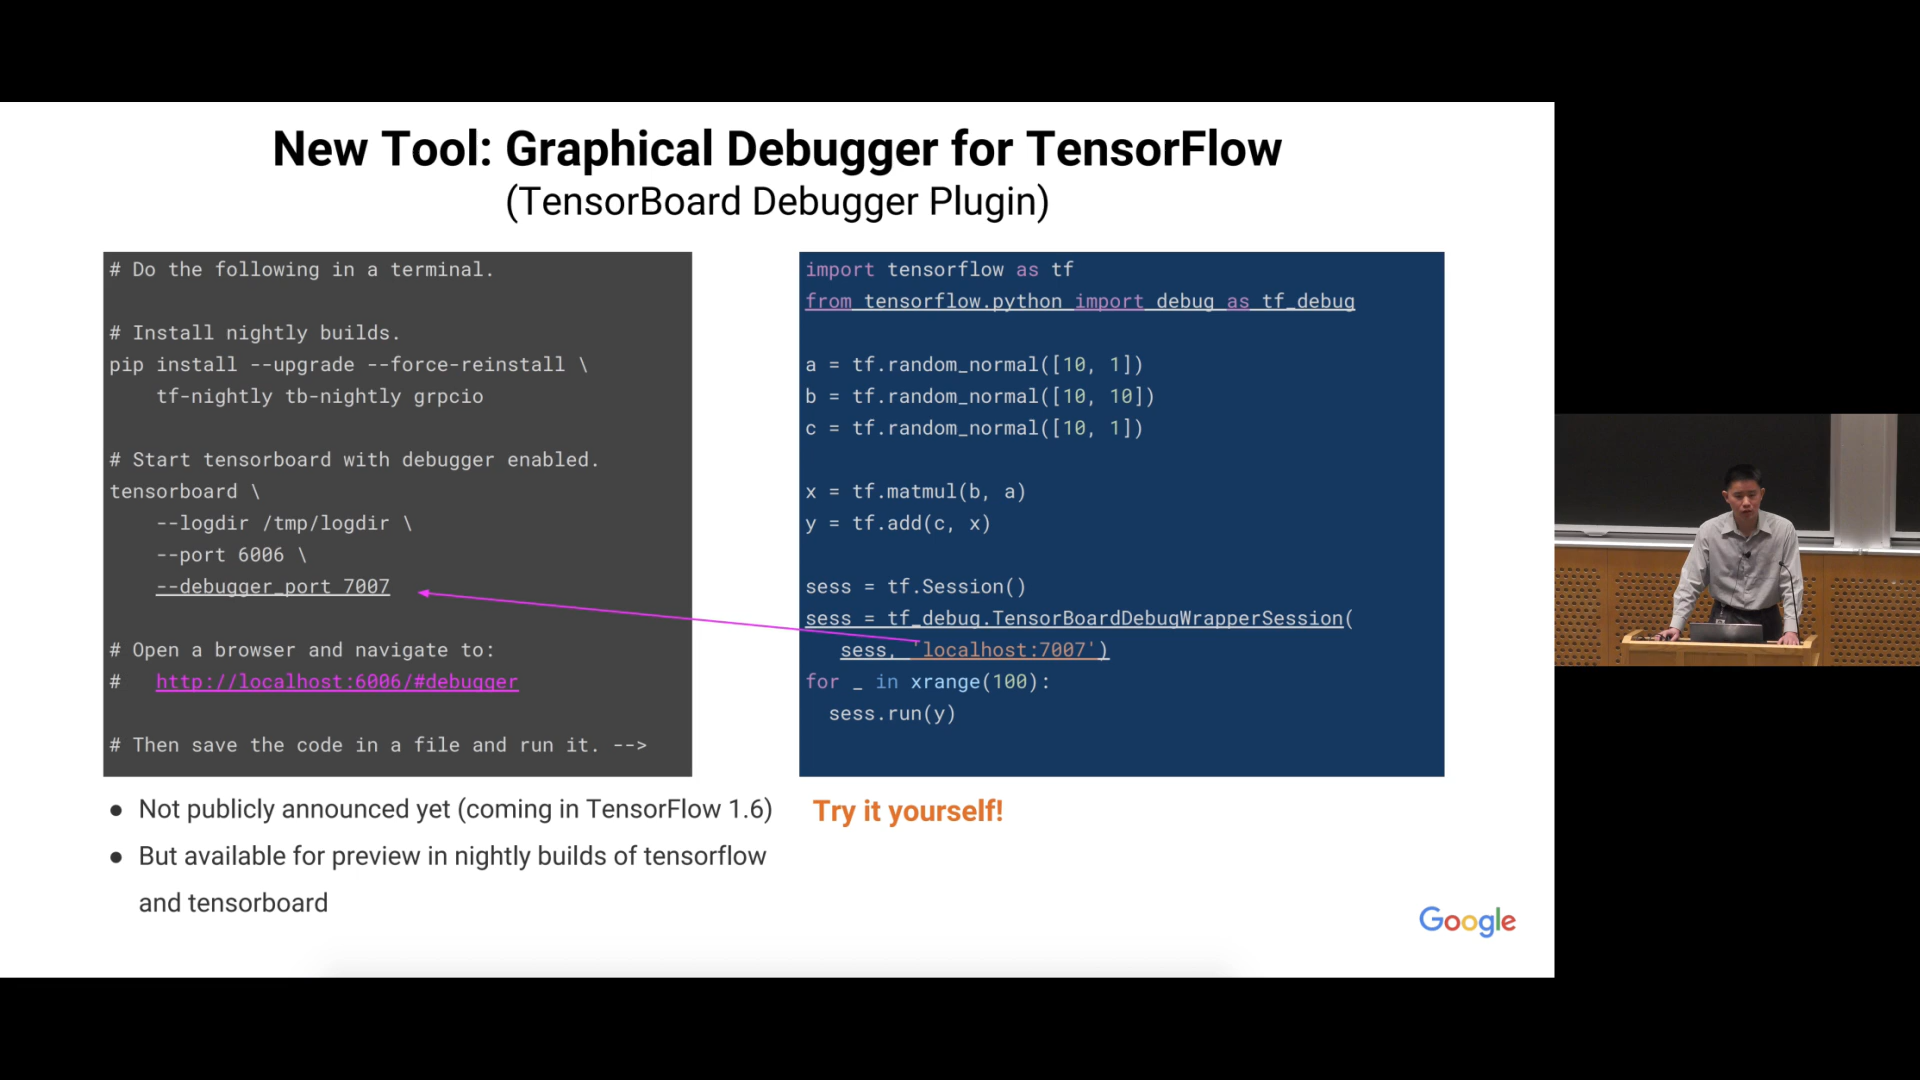 New Tool: Graphical Debugger for TensorFlow
(TensorBoard Debugger Plugin)
# Do the following in a terminal.
# Install nightly builds.
pip install --upgrade --force-reinstall \
tf-nightly tb-nightly grpcio
# Start tensorboard with debugger enabled.
tensorboard \
--logdir /tmp/logdir \
--port 6006 \
--debugger_port 7007
# Open a browser and navigate to:
# http://localhost:6006/#debugger
# Then save the code in a file and run it. -->
import tensorflow as tf
from tensorflow.python import debug as tf_debug
a = tf.random_normal([10, 1])
b = tf.random_normal([10, 10])
c = tf.random_normal([10, 1])
x = tf.matmul(b, a)
y = tf.add(c, x)
sess = tf.Session()
sess = tf_debug.TensorBoardDebugWrapperSession(
sess, 'localhost:7007')
for _ in xrange(100):
sess.run(y)
● Not publicly announced yet (coming in TensorFlow 1.6)
● But available for preview in nightly builds of tensorflow
and tensorboard
Try it yourself!
Google